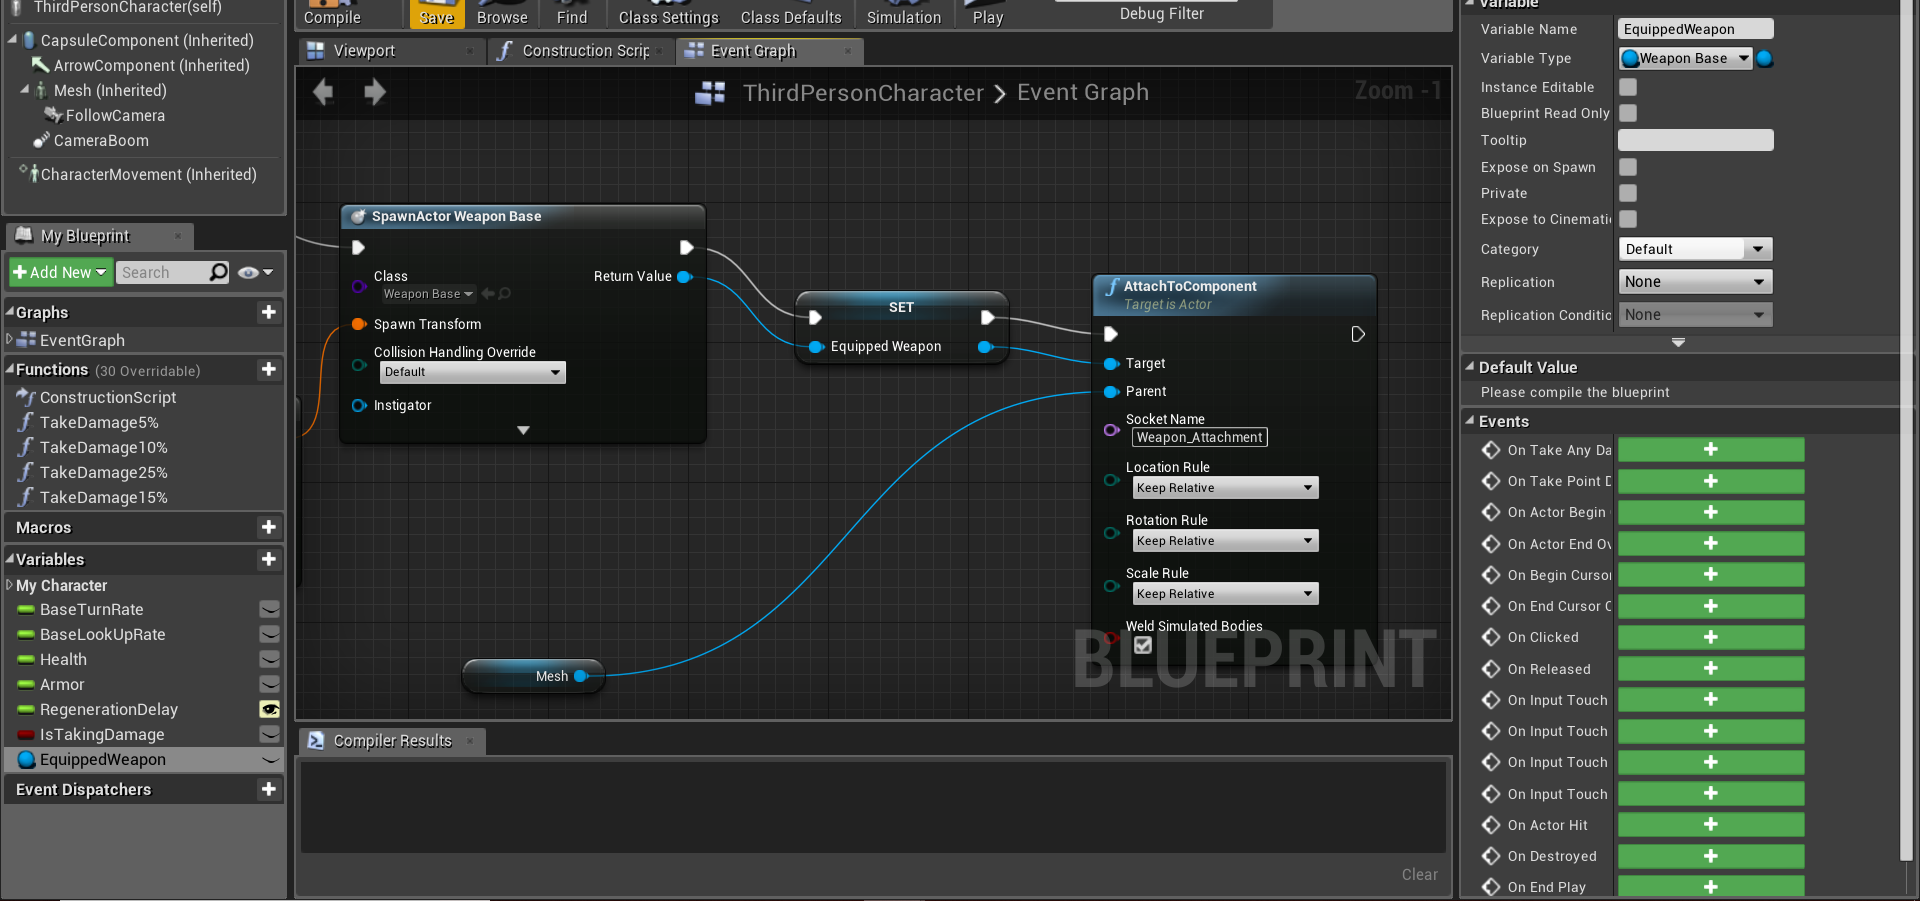 ThirdPersonCharacter(self)
CapsuleComponent (Inherited)
ArrowComponent (Inherited)
Mesh (Inherited)
FollowCamera
CameraBoom
CharacterMovement (Inherited)
My Blueprint
Add New
Search
Graphs
EventGraph
Functions (30 Overridable)
ConstructionScript
TakeDamage5%
TakeDamage10%
TakeDamage25%
TakeDamage15%
Macros
Variables
My Character
BaseTurnRate
BaseLookUpRate
Health
Armor
RegenerationDelay
IsTakingDamage
EquippedWeapon
Event Dispatchers
Compile
Save
Browse
Find
Class Settings
Class Defaults
Simulation
Play
Debug Filter
Viewport
Construction Scrip
Event Graph
ThirdPersonCharacter > Event Graph
Zoom -1
SpawnActor Weapon Base
Class
Weapon Base
Return Value
Spawn Transform
Collision Handling Override
Default
Instigator
SET
Equipped Weapon
AttachToComponent
Target is Actor
Target
Parent
Socket Name
Weapon_Attachment
Location Rule
Keep Relative
Rotation Rule
Keep Relative
Scale Rule
Keep Relative
Weld Simulated Bodies
Mesh
BLUEPRINT
Compiler Results
Clear
Variable
Variable Name
EquippedWeapon
Variable Type
Weapon Base
Instance Editable
Blueprint Read Only
Tooltip
Expose on Spawn
Private
Expose to Cinemati
Category
Default
Replication
None
Replication Conditic
None
Default Value
Please compile the blueprint
Events
On Take Any Da
On Take Point D
On Actor Begin
On Actor End Ov
On Begin Cursor
On End Cursor O
On Clicked
On Released
On Input Touch
On Input Touch
On Input Touch
On Input Touch
On Actor Hit
On Destroyed
On End Play